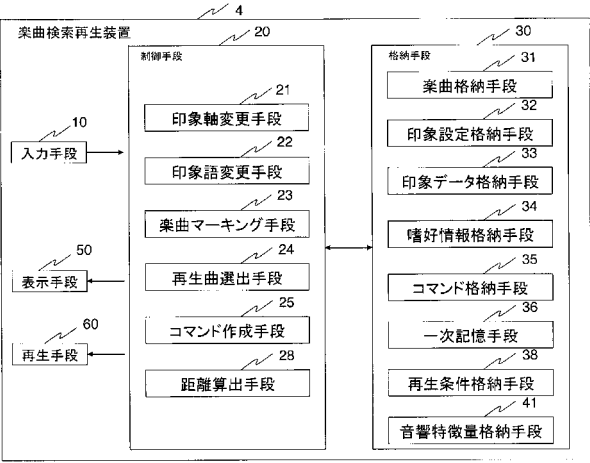 4
楽曲検索再生装置
20
制御手段
21
印象軸変更手段
22
印象語変更手段
23
楽曲マーキング手段
24
再生曲選出手段
25
コマンド作成手段
28
距離算出手段
10
入力手段
50
表示手段
60
再生手段
30
格納手段
31
楽曲格納手段
32
印象設定格納手段
33
印象データ格納手段
34
嗜好情報格納手段
35
コマンド格納手段
36
一次記憶手段
38
再生条件格納手段
41
音響特徴量格納手段